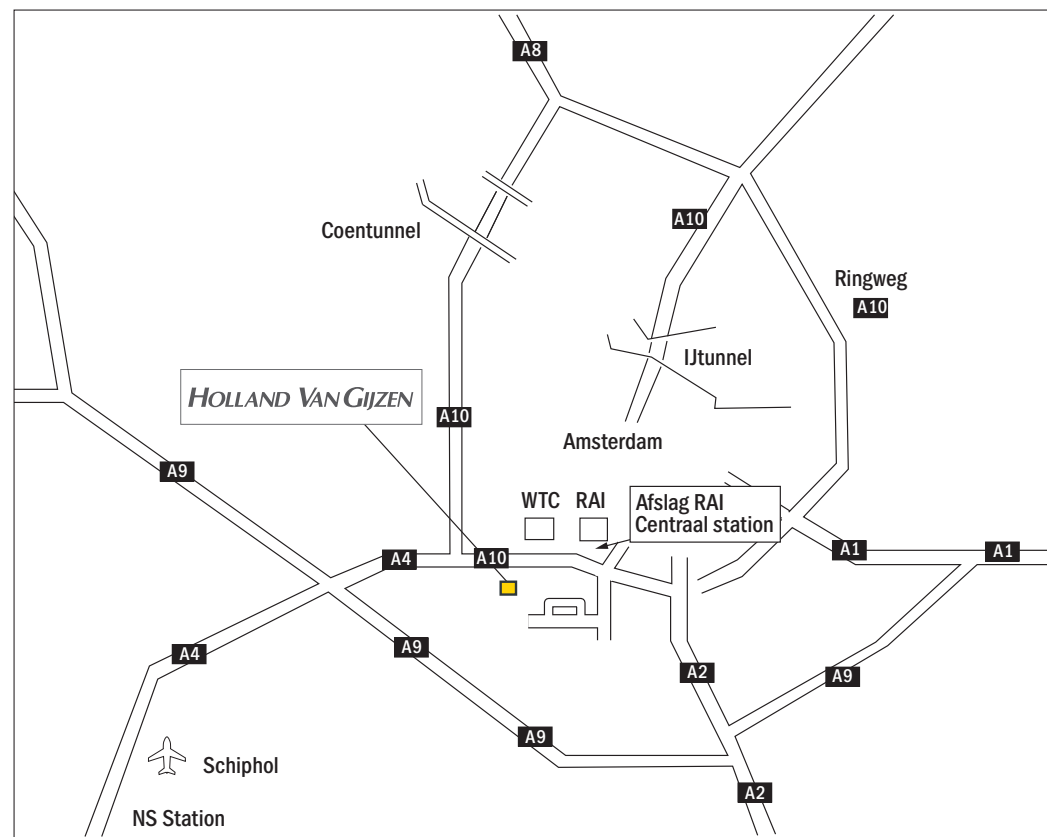 A8
Coentunnel
A10
Ringweg
A10
IJtunnel
HOLLAND VAN GIJZEN
A10
Amsterdam
A9
WTC
RAI
Afslag RAI
Centraal station
A4
A10
A1
A1
A4
A9
A2
A9
A9
Schiphol
A2
NS Station